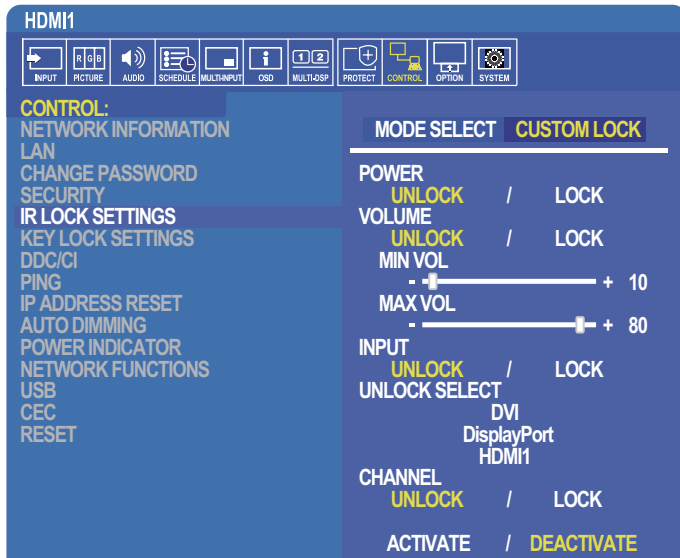 HDMI1
INPUT RGB PICTURE AUDIO SCHEDULE MULTI-INPUT OSD 12 MULTI-DSP PROTECT CONTROL OPTION SYSTEM
CONTROL:
NETWORK INFORMATION
LAN
CHANGE PASSWORD
SECURITY
IR LOCK SETTINGS
KEY LOCK SETTINGS
DDC/CI
PING
IP ADDRESS RESET
AUTO DIMMING
POWER INDICATOR
NETWORK FUNCTIONS
USB
CEC
RESET
MODE SELECT CUSTOM LOCK
POWER
UNLOCK / LOCK
VOLUME
UNLOCK / LOCK
MIN VOL
- + 10
MAX VOL
- + 80
INPUT
UNLOCK / LOCK
UNLOCK SELECT
DVI
DisplayPort
HDMI1
CHANNEL
UNLOCK / LOCK
ACTIVATE / DEACTIVATE